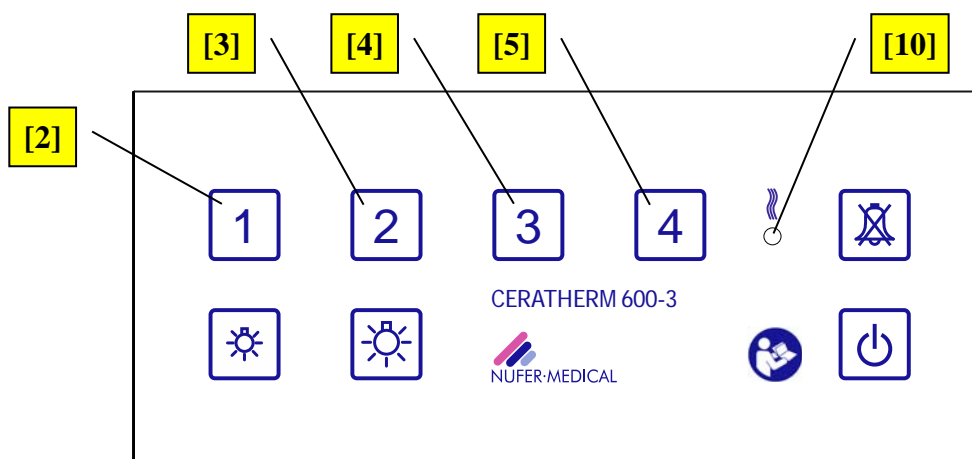 [3] [4] [5] [10]
[2]
1 2 3 4
CERATHERM 600-3
NUFER·MEDICAL